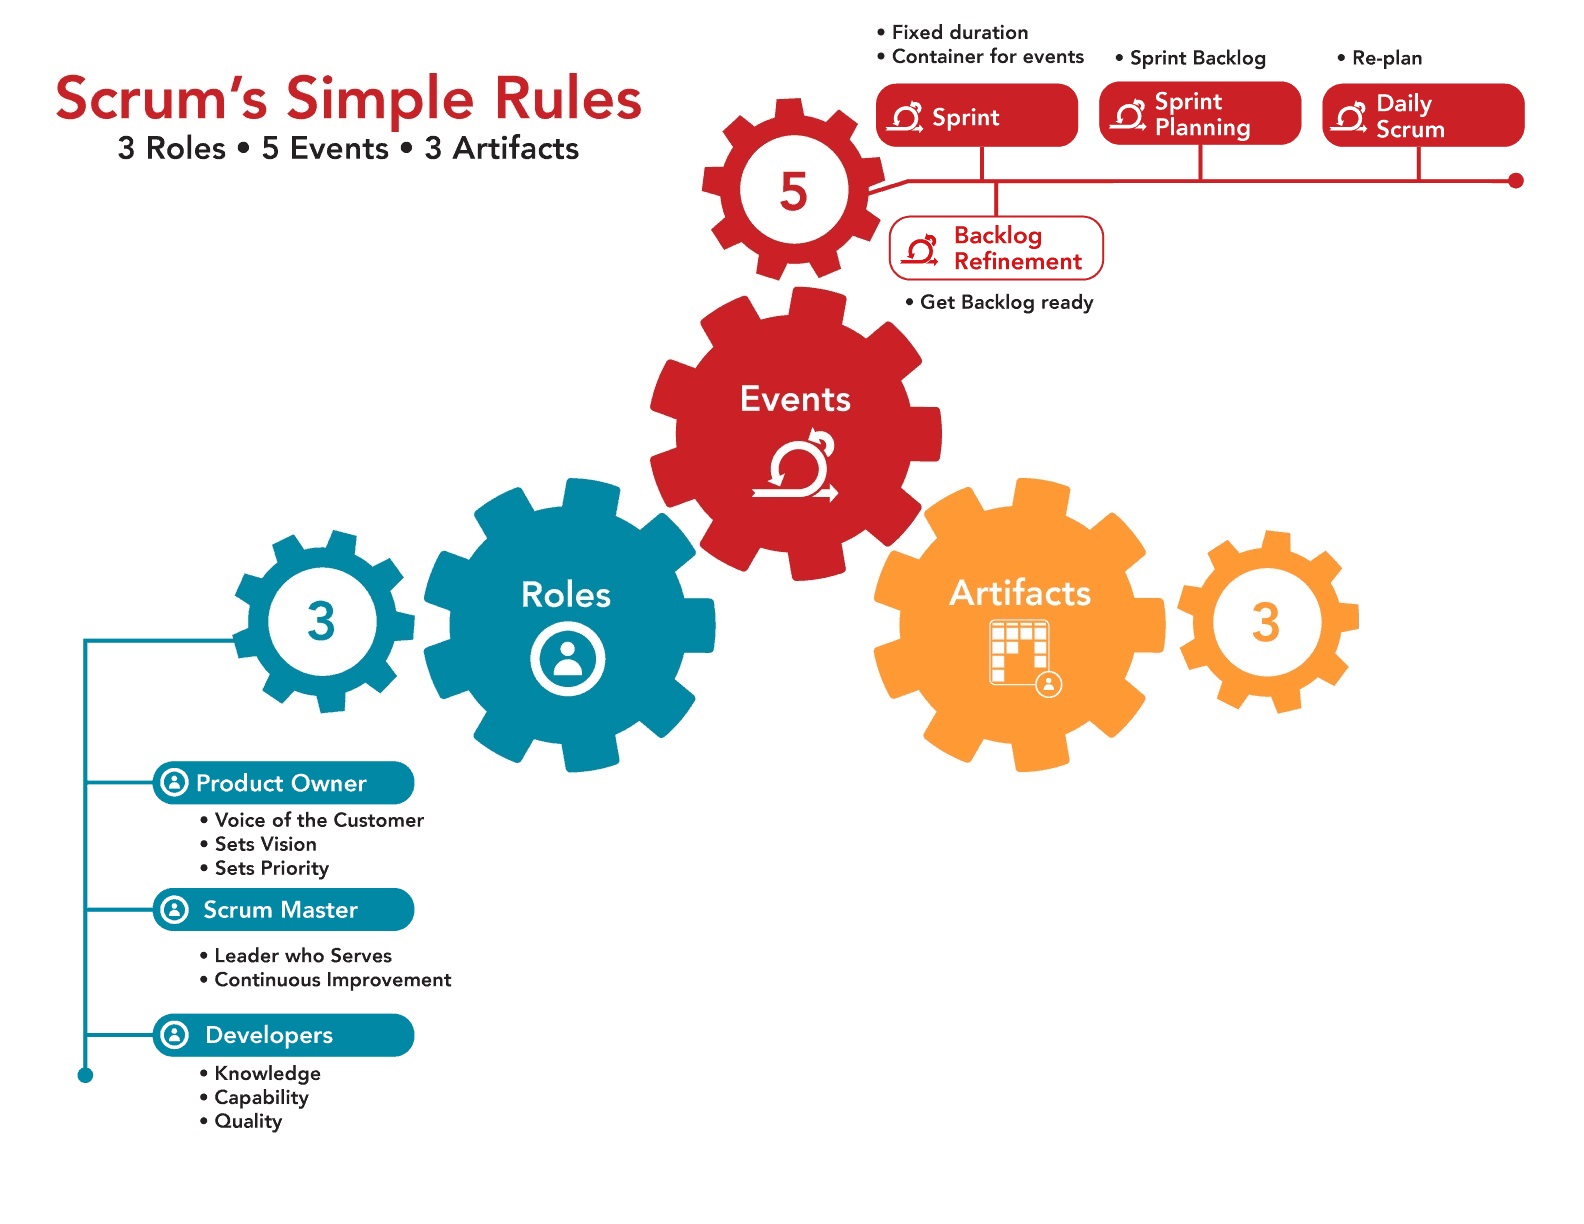 Scrum's Simple Rules
3 Roles • 5 Events • 3 Artifacts
• Fixed duration
• Container for events
Sprint
• Sprint Backlog
Sprint
Planning
• Re-plan
Daily
Scrum
5
Backlog
Refinement
• Get Backlog ready
Events
3
Roles
Artifacts
3
Product Owner
• Voice of the Customer
• Sets Vision
• Sets Priority
Scrum Master
• Leader who Serves
• Continuous Improvement
Developers
• Knowledge
• Capability
• Quality